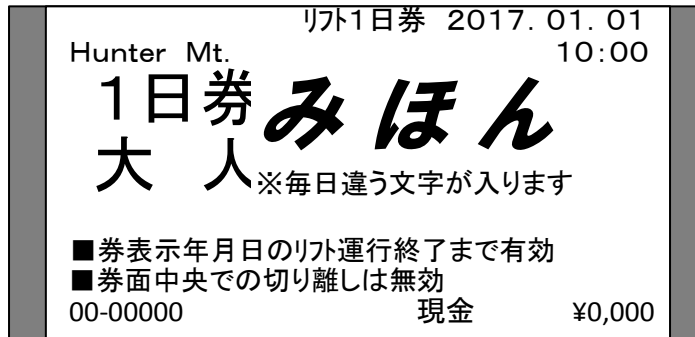 リフト1日券 2017.01.01
Hunter Mt. 10:00
1日券 みほん
大 人 ※毎日違う文字が入ります
■券表示年月日のリフト運行終了まで有効
■券面中央での切り離しは無効
00-00000 現金 ¥0,000